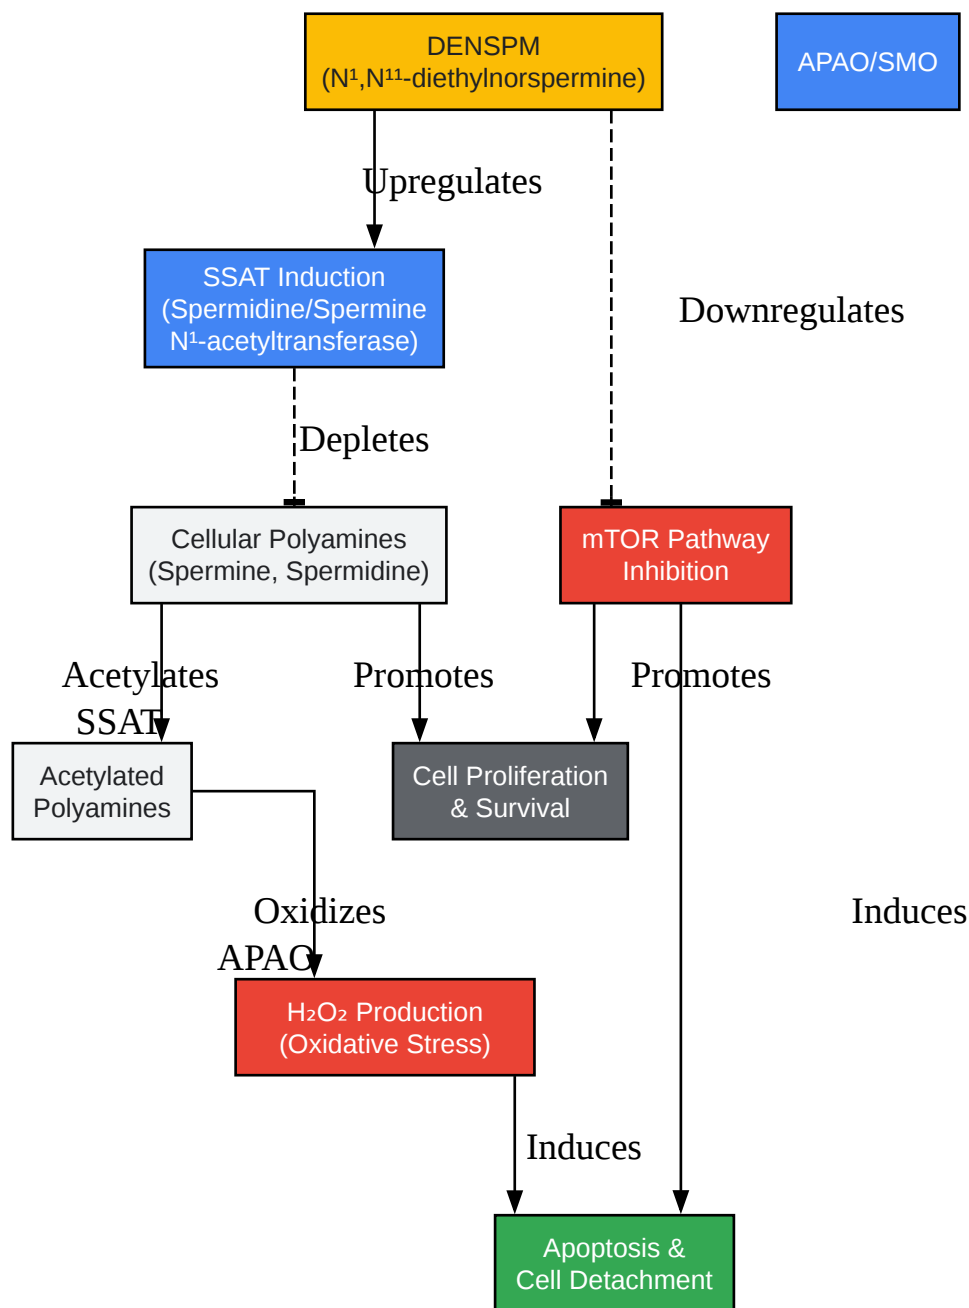 DENSPM
(N¹,N¹¹-diethylnorspermine)
APAO/SMO
Upregulates
SSAT Induction
(Spermidine/Spermine
N¹-acetyltransferase)
Downregulates
Depletes
Cellular Polyamines
(Spermine, Spermidine)
mTOR Pathway
Inhibition
Acetylates
SSAT
Promotes
Promotes
Acetylated
Polyamines
Cell Proliferation
& Survival
Oxidizes
APAO
Induces
H₂O₂ Production
(Oxidative Stress)
Induces
Apoptosis &
Cell Detachment